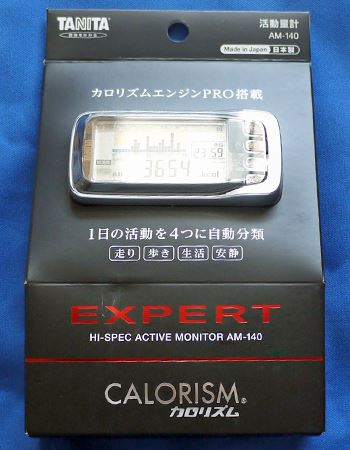 TANITA
活動量計
AM-140
Made in Japan 日本製
カロリズムエンジンPRO搭載
23:59
3654
kcal
1日の活動を4つに自動分類
走り 歩き 生活 安静
EXPERT
HI-SPEC ACTIVE MONITOR AM-140
CALORISM®
カロリズム